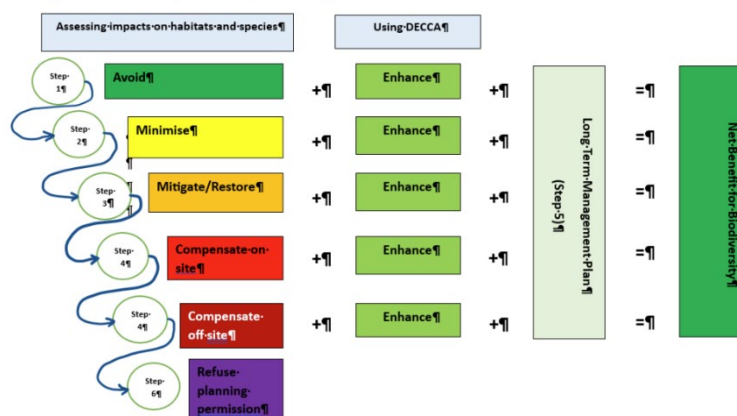 Assessing·impacts·on·habitats·and·species¶
Using·DECCA¶
Step·
1¶
Avoid¶
+¶
Enhance¶
+¶
=¶
Step·
2¶
¶
¶
Minimise¶
+¶
Enhance¶
+¶
=¶
Step·
3¶
¶
¶
Mitigate/Restore¶
+¶
Enhance¶
+¶
=¶
Step·
4¶
Compensate·on·
site¶
+¶
Enhance¶
+¶
=¶
Step·
4¶
Compensate·
off·site¶
+¶
Enhance¶
+¶
=¶
Step·
6¶
Refuse·
planning·
permission¶
Long·Term·Management·Plan¶
(Step·5)¶
Net·Benefit·for·Biodiversity¶